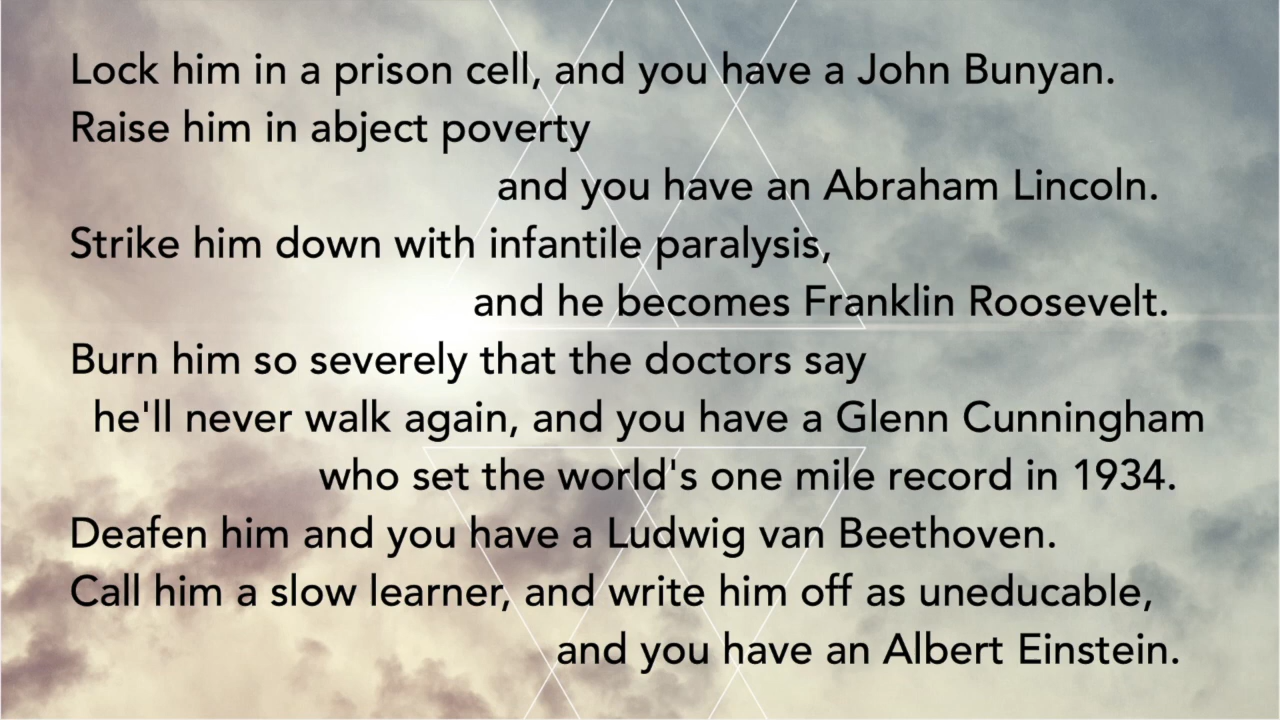 Lock him in a prison cell, and you have a John Bunyan.
Raise him in abject poverty
and you have an Abraham Lincoln.
Strike him down with infantile paralysis,
and he becomes Franklin Roosevelt.
Burn him so severely that the doctors say
he'll never walk again, and you have a Glenn Cunningham
who set the world's one mile record in 1934.
Deafen him and you have a Ludwig van Beethoven.
Call him a slow learner, and write him off as uneducable,
and you have an Albert Einstein.